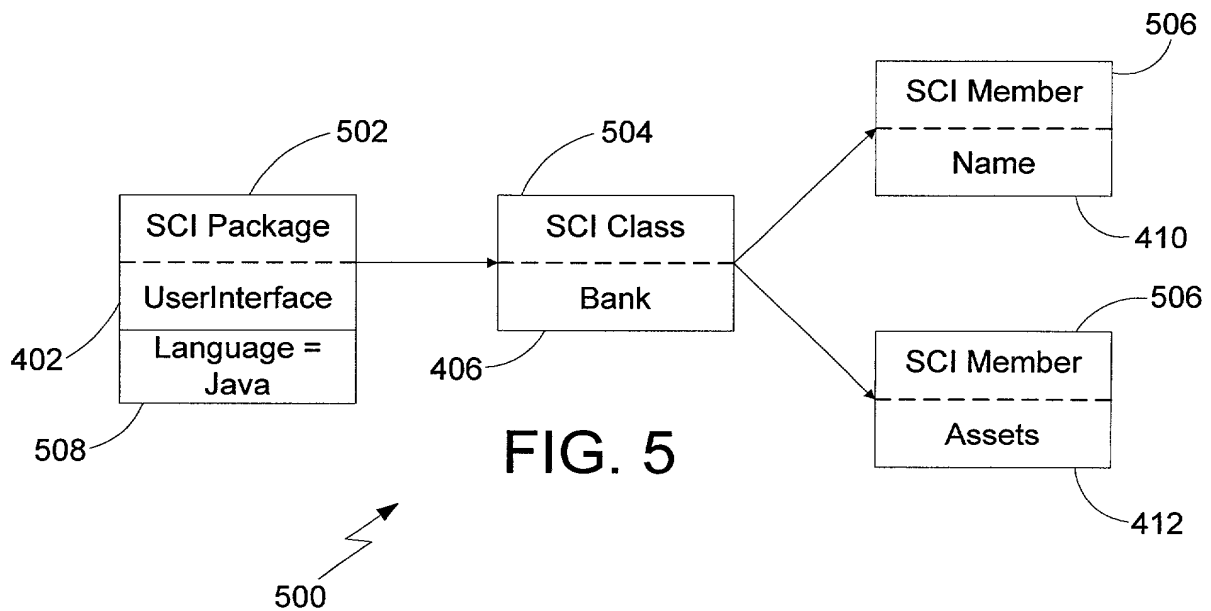 506
SCI Member
Name
410
502
504
SCI Package
UserInterface
Language =
Java
402
508
SCI Class
Bank
406
506
SCI Member
Assets
412
FIG. 5
500